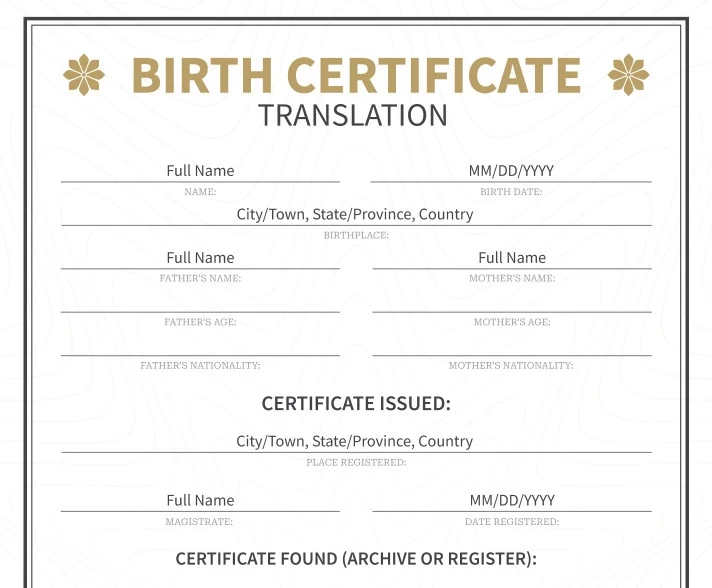 BIRTH CERTIFICATE
TRANSLATION
Full Name MM/DD/YYYY
NAME: BIRTH DATE:
City/Town, State/Province, Country
BIRTHPLACE:
Full Name Full Name
FATHER'S NAME: MOTHER'S NAME:
FATHER'S AGE: MOTHER'S AGE:
FATHER'S NATIONALITY: MOTHER'S NATIONALITY:
CERTIFICATE ISSUED:
City/Town, State/Province, Country
PLACE REGISTERED:
Full Name MM/DD/YYYY
MAGISTRATE: DATE REGISTERED:
CERTIFICATE FOUND (ARCHIVE OR REGISTER):